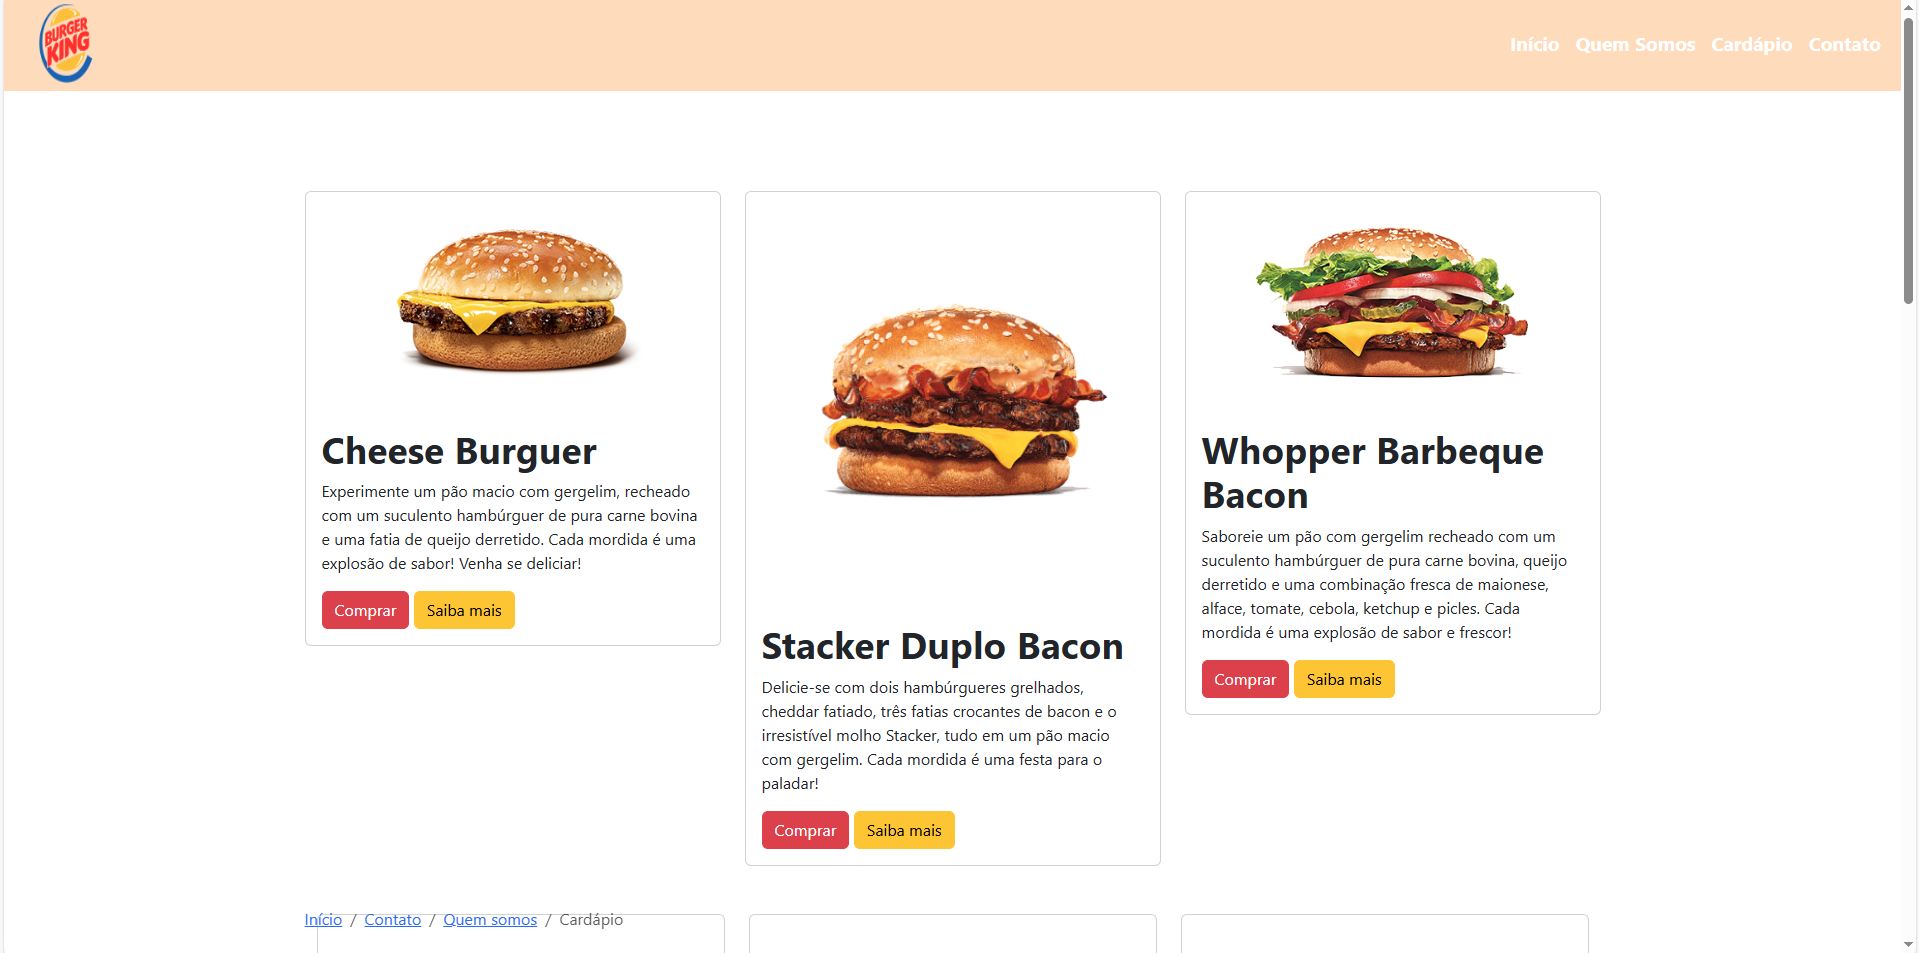 BURGER
KING
Início Quem Somos Cardápio Contato
Cheese Burguer
Experimente um pão macio com gergelim, recheado
com um suculento hambúrguer de pura carne bovina
e uma fatia de queijo derretido. Cada mordida é uma
explosão de sabor! Venha se deliciar!
Comprar Saiba mais
Stacker Duplo Bacon
Delicie-se com dois hambúrgueres grelhados,
cheddar fatiado, três fatias crocantes de bacon e o
irresistível molho Stacker, tudo em um pão macio
com gergelim. Cada mordida é uma festa para o
paladar!
Comprar Saiba mais
Whopper Barbeque
Bacon
Saboreie um pão com gergelim recheado com um
suculento hambúrguer de pura carne bovina, queijo
derretido e uma combinação fresca de maionese,
alface, tomate, cebola, ketchup e picles. Cada
mordida é uma explosão de sabor e frescor!
Comprar Saiba mais
Início / Contato / Quem somos / Cardápio